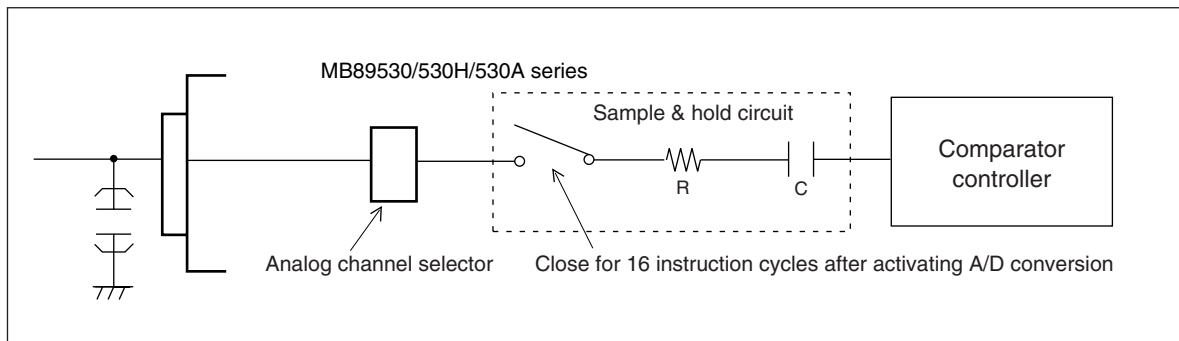 MB89530/530H/530A series
Sample & hold circuit
Comparator
controller
R
C
Analog channel selector
Close for 16 instruction cycles after activating A/D conversion